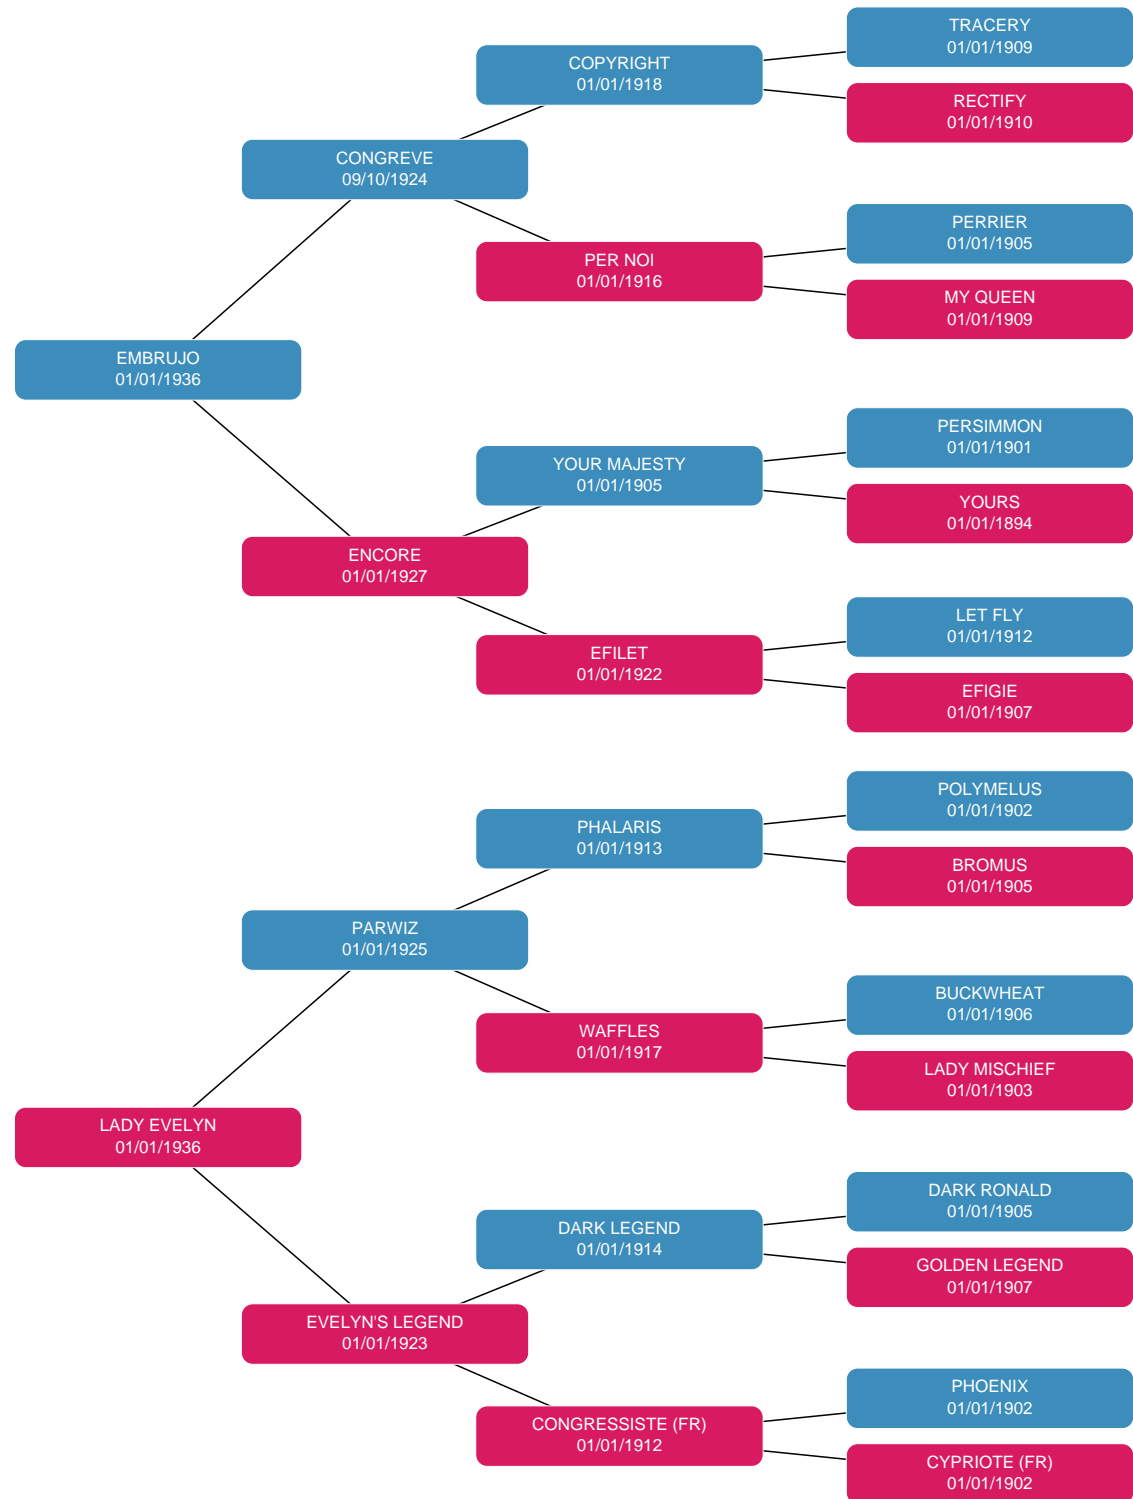 TRACERY
01/01/1909
COPYRIGHT
01/01/1918
RECTIFY
01/01/1910
CONGREVE
09/10/1924
PERRIER
01/01/1905
PER NOI
01/01/1916
MY QUEEN
01/01/1909
EMBRUJO
01/01/1936
PERSIMMON
01/01/1901
YOUR MAJESTY
01/01/1905
YOURS
01/01/1894
ENCORE
01/01/1927
LET FLY
01/01/1912
EFILET
01/01/1922
EFIGIE
01/01/1907
POLYMELUS
01/01/1902
PHALARIS
01/01/1913
BROMUS
01/01/1905
PARWIZ
01/01/1925
BUCKWHEAT
01/01/1906
WAFFLES
01/01/1917
LADY MISCHIEF
01/01/1903
LADY EVELYN
01/01/1936
DARK RONALD
01/01/1905
DARK LEGEND
01/01/1914
GOLDEN LEGEND
01/01/1907
EVELYN'S LEGEND
01/01/1923
PHOENIX
01/01/1902
CONGRESSISTE (FR)
01/01/1912
CYPRIOTE (FR)
01/01/1902